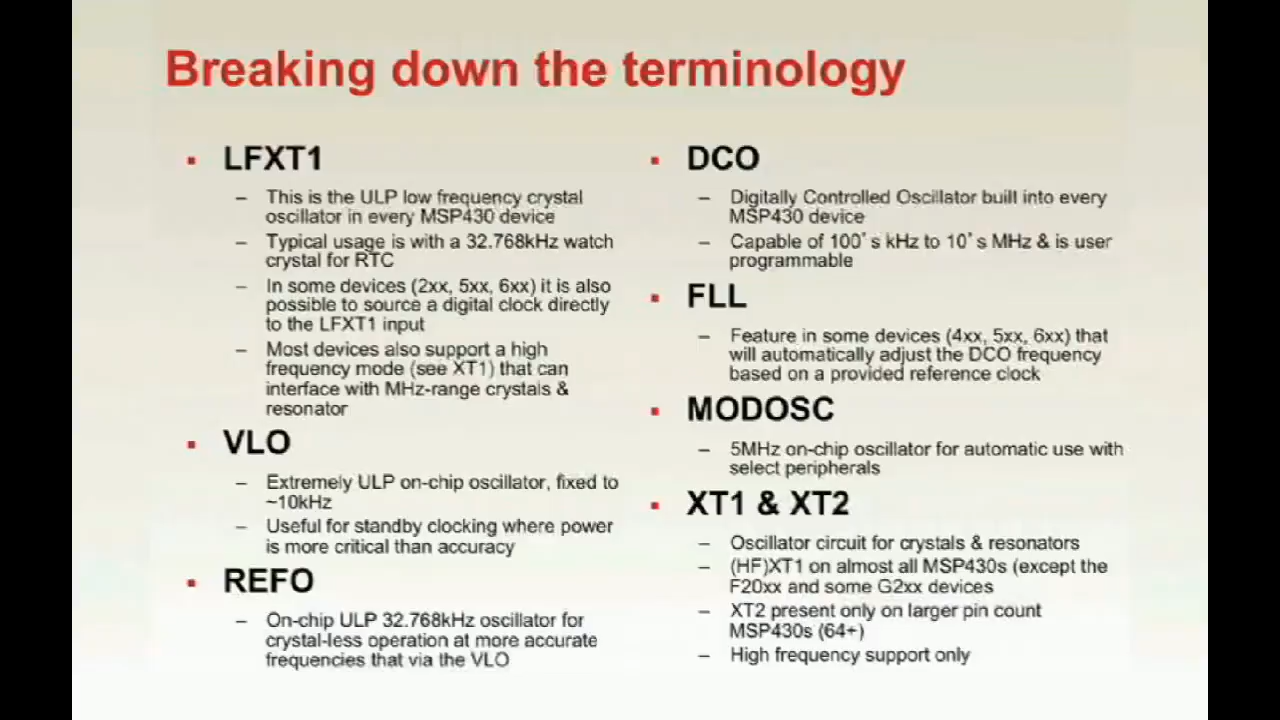 Breaking down the terminology
▪ LFXT1
– This is the ULP low frequency crystal
oscillator in every MSP430 device
– Typical usage is with a 32.768kHz watch
crystal for RTC
– In some devices (2xx, 5xx, 6xx) it is also
possible to source a digital clock directly
to the LFXT1 input
– Most devices also support a high
frequency mode (see XT1) that can
interface with MHz-range crystals &
resonator
▪ VLO
– Extremely ULP on-chip oscillator, fixed to
~10kHz
– Useful for standby clocking where power
is more critical than accuracy
▪ REFO
– On-chip ULP 32.768kHz oscillator for
crystal-less operation at more accurate
frequencies that via the VLO
▪ DCO
– Digitally Controlled Oscillator built into every
MSP430 device
– Capable of 100's kHz to 10's MHz & is user
programmable
▪ FLL
– Feature in some devices (4xx, 5xx, 6xx) that
will automatically adjust the DCO frequency
based on a provided reference clock
▪ MODOSC
– 5MHz on-chip oscillator for automatic use with
select peripherals
▪ XT1 & XT2
– Oscillator circuit for crystals & resonators
– (HF)XT1 on almost all MSP430s (except the
F20xx and some G2xx devices
– XT2 present only on larger pin count
MSP430s (64+)
– High frequency support only